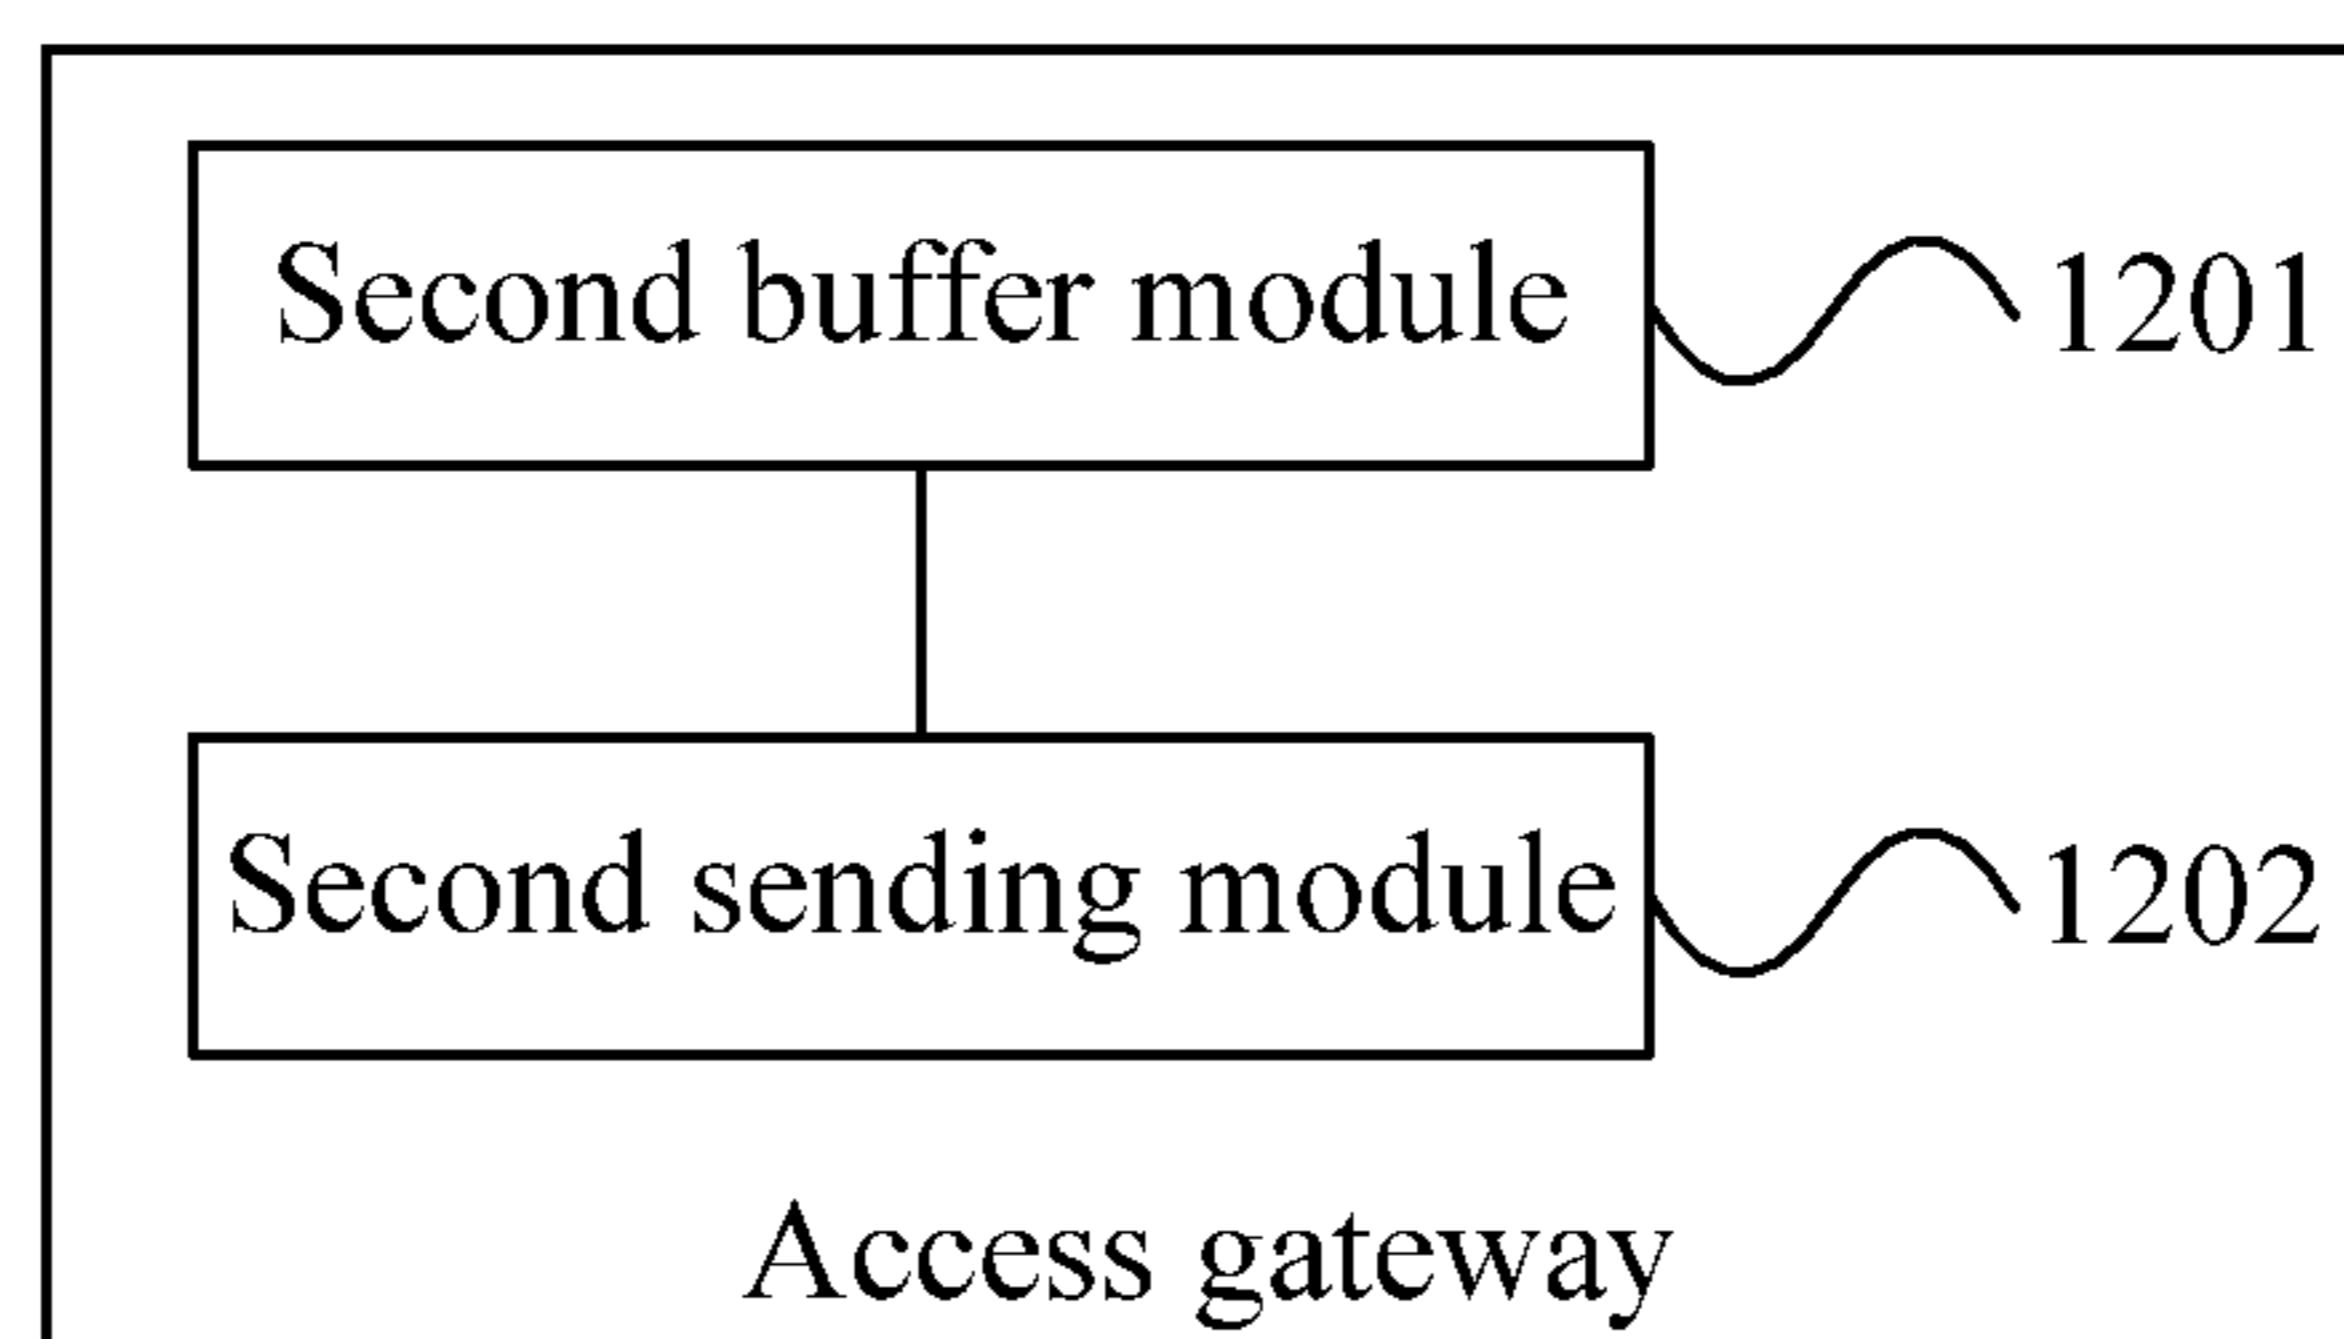 Second buffer module 1201
Second sending module 1202
Access gateway